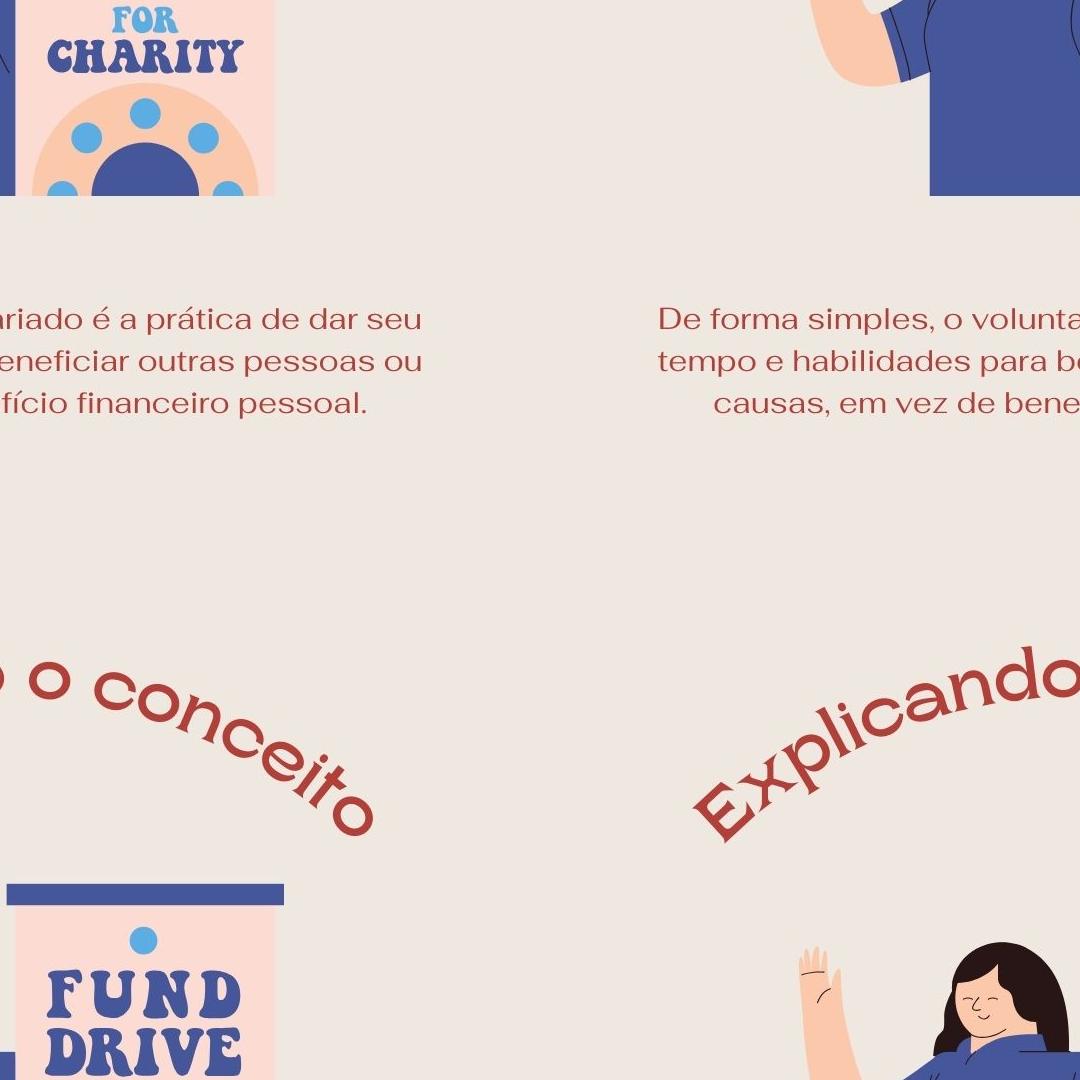 FOR
CHARITY
ariado é a prática de dar seu
eneficiar outras pessoas ou
fício financeiro pessoal.
De forma simples, o volunta
tempo e habilidades para be
causas, em vez de bene
o o conceito
Explicando
FUND
DRIVE